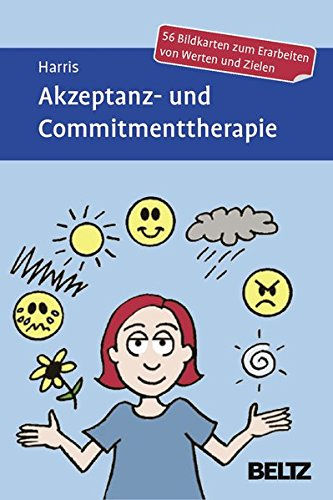 56 Bildkarten zum Erarbeiten
von Werten und Zielen
Harris
Akzeptanz- und
Commitmenttherapie
BELTZ